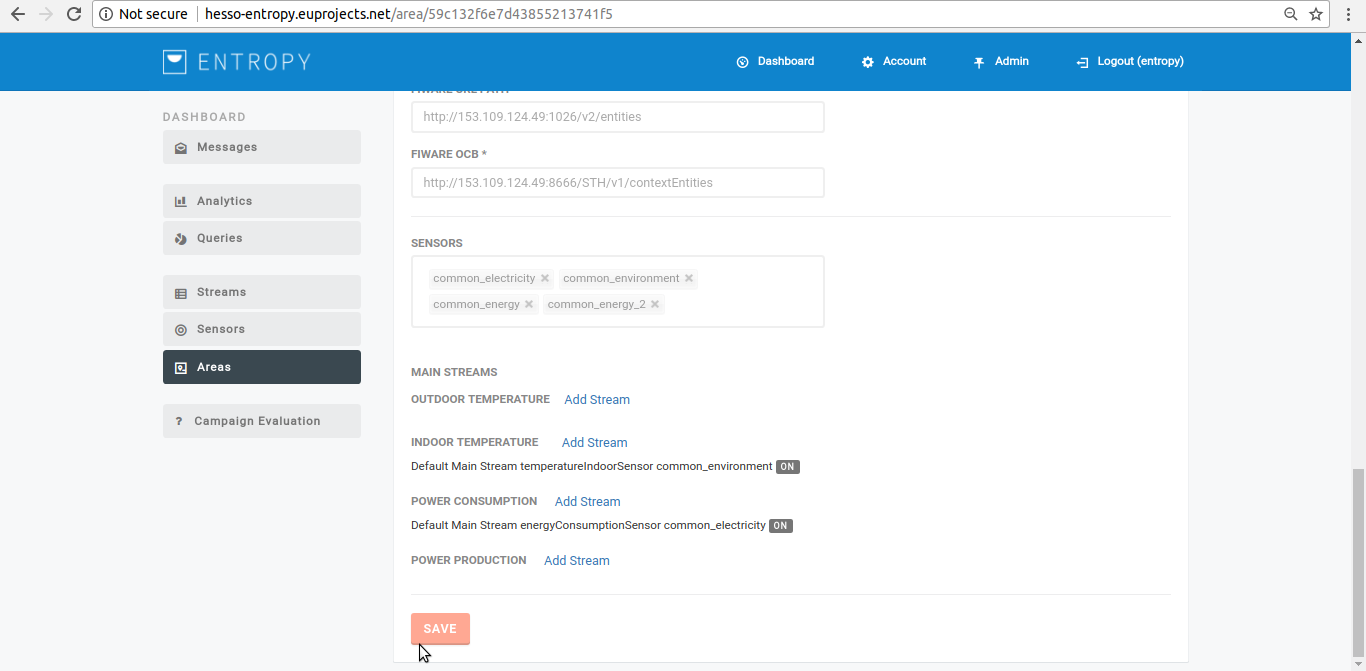 Not secure hesso-entropy.euprojects.net/area/59c132f6e7d43855213741f5
ENTROPY
Dashboard Account Admin Logout (entropy)
DASHBOARD
Messages
Analytics
Queries
Streams
Sensors
Areas
? Campaign Evaluation
http://153.109.124.49:1026/v2/entities
FIWARE OCB *
http://153.109.124.49:8666/STH/v1/contextEntities
SENSORS
common_electricity × common_environment ×
common_energy × common_energy_2 ×
MAIN STREAMS
OUTDOOR TEMPERATURE Add Stream
INDOOR TEMPERATURE Add Stream
Default Main Stream temperatureIndoorSensor common_environment ON
POWER CONSUMPTION Add Stream
Default Main Stream energyConsumptionSensor common_electricity ON
POWER PRODUCTION Add Stream
SAVE